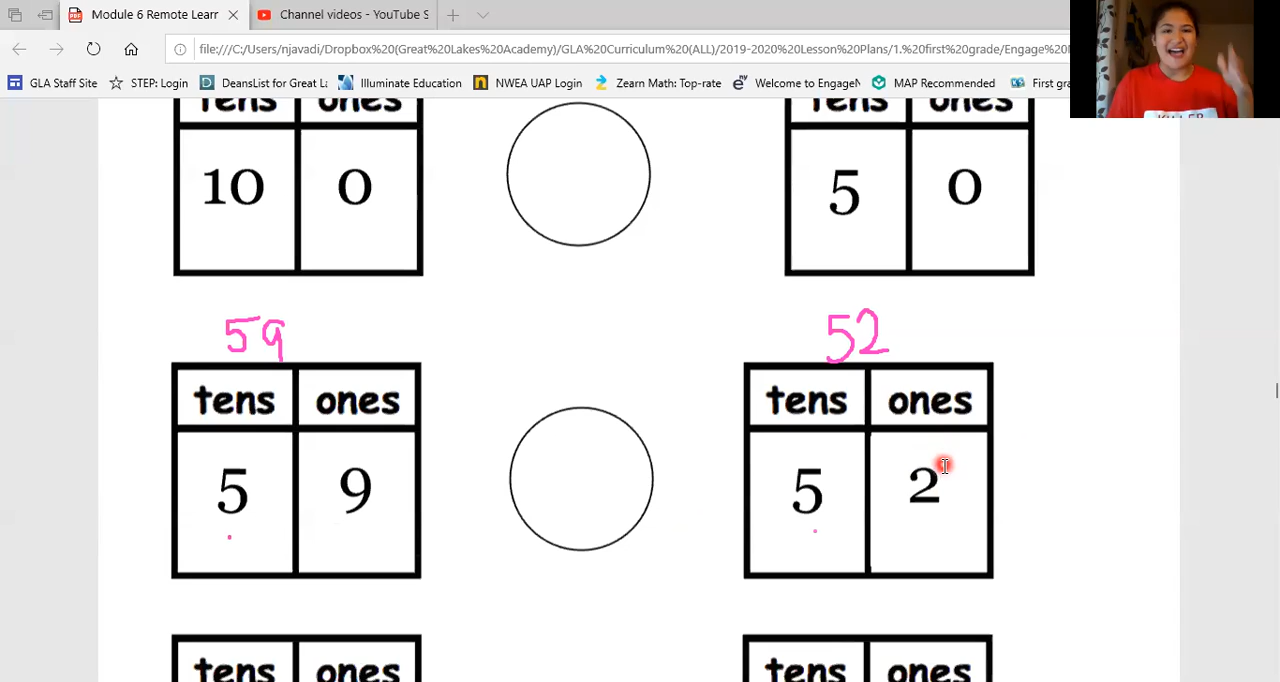 Module 6 Remote Learn
Channel videos - YouTube S
file:///C:/Users/njavadi/Dropbox%20(Great%20Lakes%20Academy)/GLA%20Curriculum%20(ALL)/2019-2020%20Lesson%20Plans/1.%20first%20grade/Engage%20
GLA Staff Site STEP: Login DeansList for Great L Illuminate Education NWEA UAP Login Zearn Math: Top-rate Welcome to EngageN MAP Recommended First gra
tens ones tens ones
10 0 5 0
59 52
tens ones tens ones
5 9 5 2
tens ones tens ones